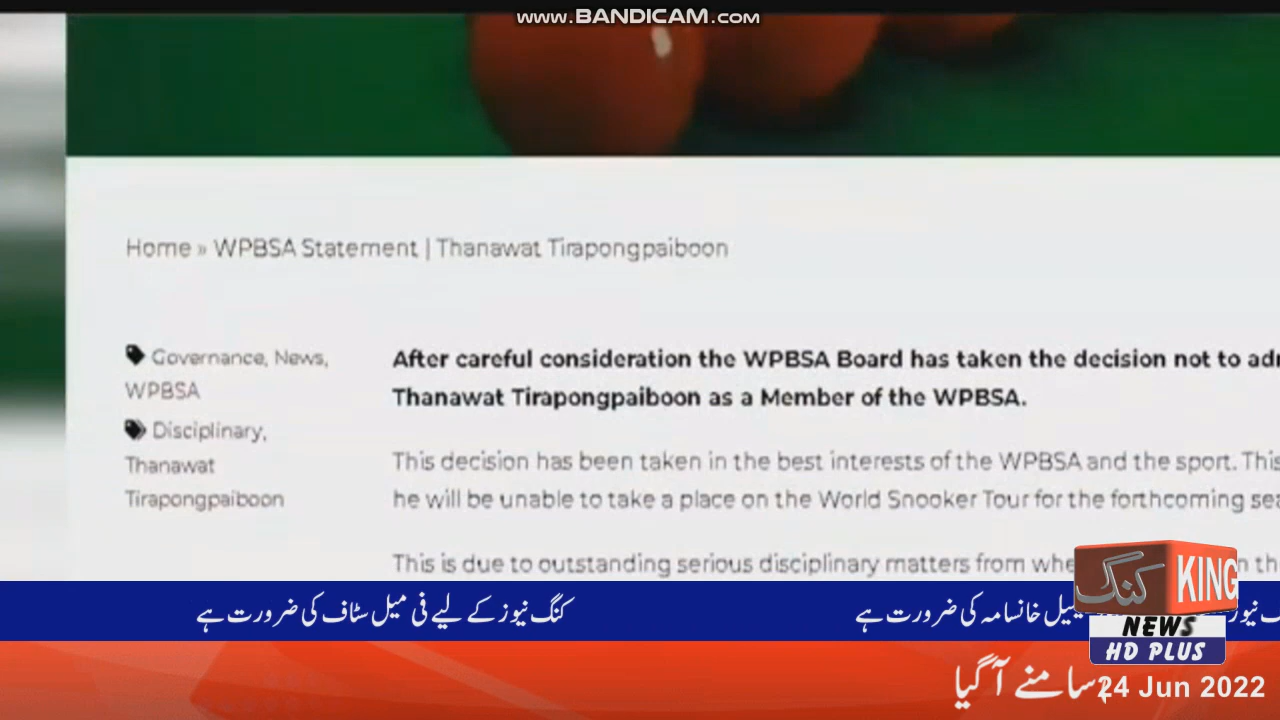 www.BANDICAM.com
Home » WPBSA Statement | Thanawat Tirapongpaiboon
Governance, News,
WPBSA
Disciplinary,
Thanawat
Tirapongpaiboon
After careful consideration the WPBSA Board has taken the decision not to
Thanawat Tirapongpaiboon as a Member of the WPBSA.
This decision has been taken in the best interests of the WPBSA and the sport. This
he will be unable to take a place on the World Snooker Tour for the forthcoming
This is due to outstanding serious disciplinary matters from
کنگ KING
NEWS
HD PLUS
خانسامہ کی ضرورت ہے
کنگ نیوز کے لیے فی میل سٹاف کی ضرورت ہے
سامنے آگیا
24 Jun 2022